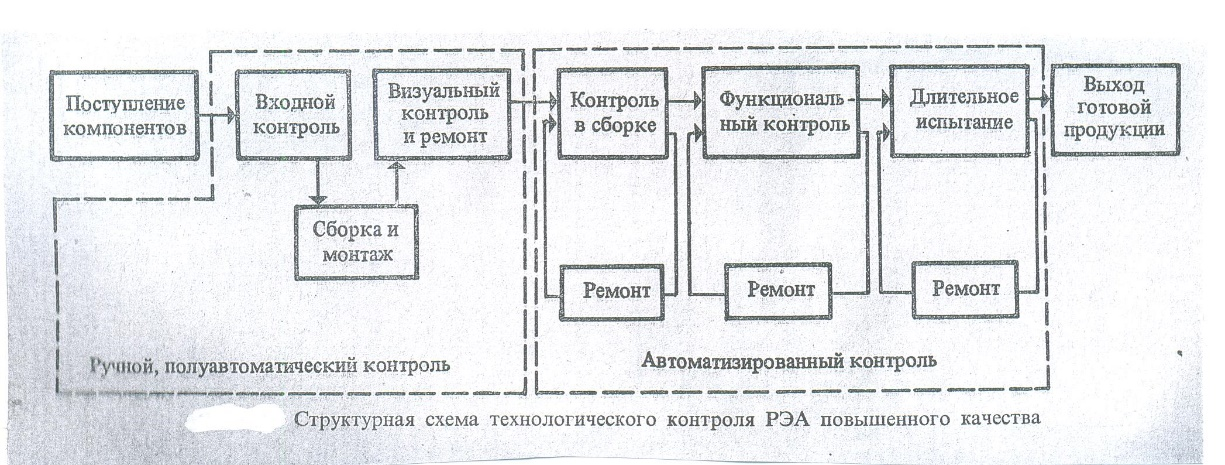 Поступление
компонентов
Входной
контроль
Визуальный
контроль
и ремонт
Сборка и
монтаж
Контроль
в сборке
Функциональ
ный контроль
Длительное
испытание
Выход
готовой
продукции
Ремонт
Ремонт
Ремонт
Ручной, полуавтоматический контроль
Автоматизированный контроль
Структурная схема технологического контроля РЭА повышенного качества